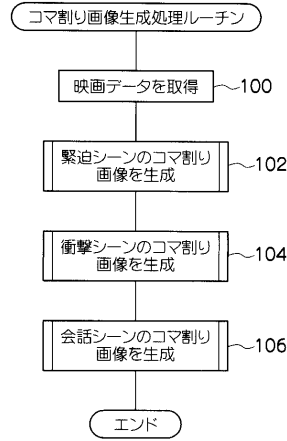 コマ割り画像生成処理ルーチン
映画データを取得
100
緊迫シーンのコマ割り
画像を生成
102
衝撃シーンのコマ割り
画像を生成
104
会話シーンのコマ割り
画像を生成
106
エンド